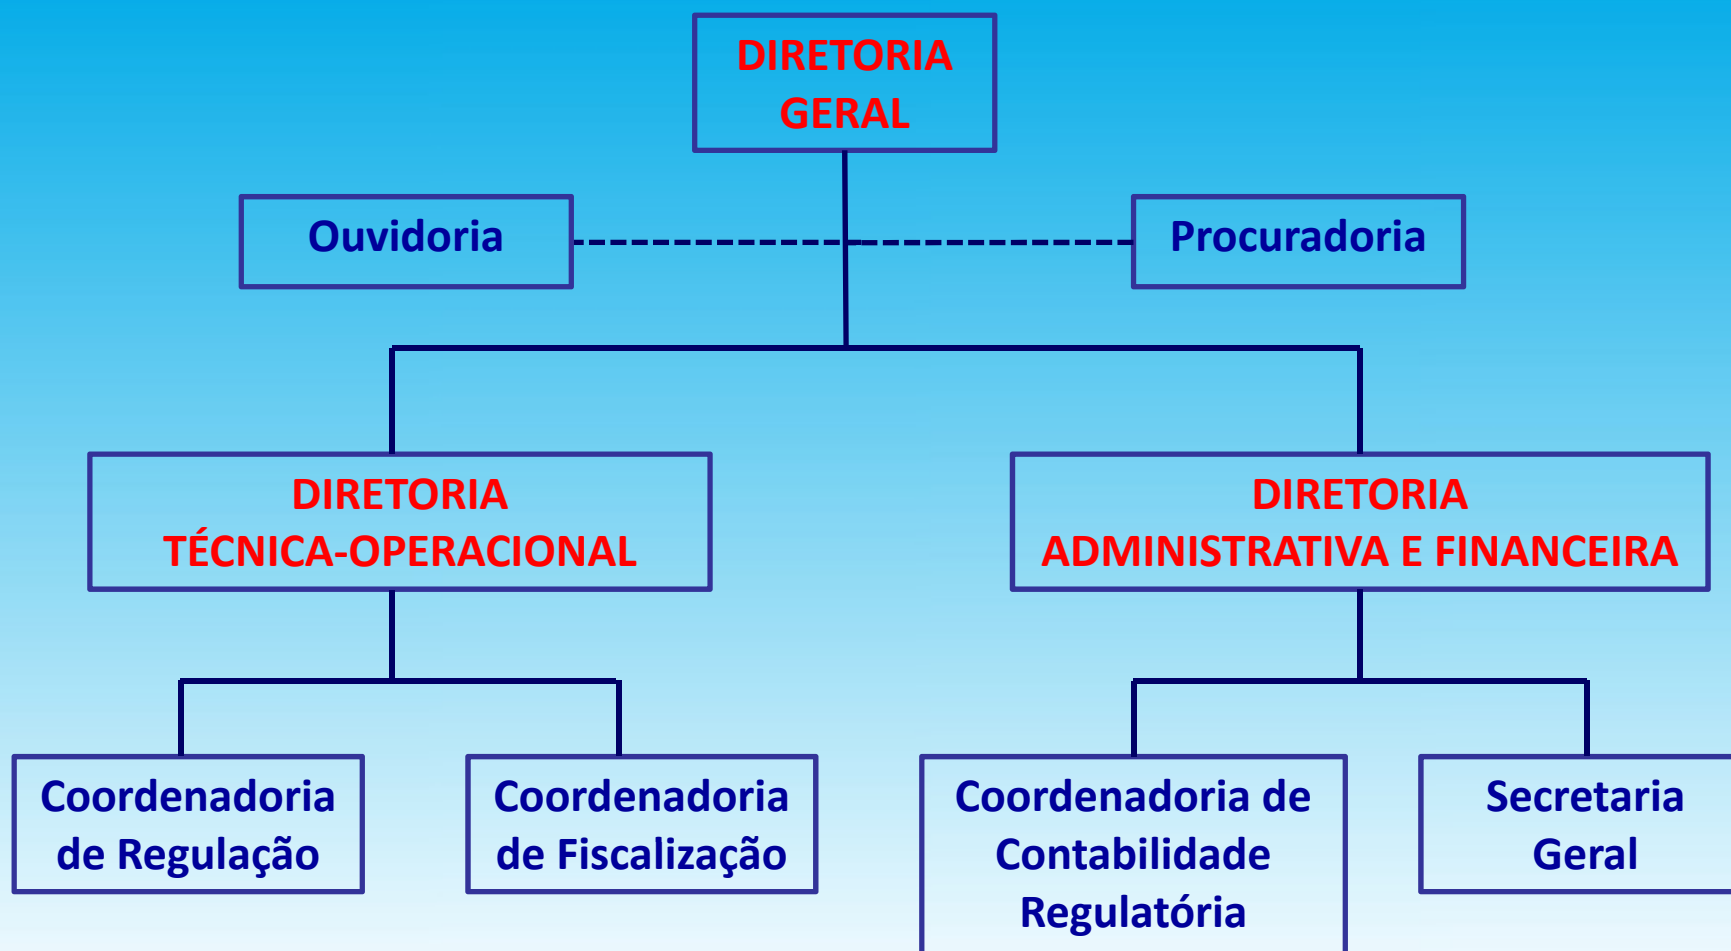 DIRETORIA
GERAL
Ouvidoria
Procuradoria
DIRETORIA
TÉCNICA-OPERACIONAL
DIRETORIA
ADMINISTRATIVA E FINANCEIRA
Coordenadoria
de Regulação
Coordenadoria
de Fiscalização
Coordenadoria de
Contabilidade
Regulatória
Secretaria
Geral